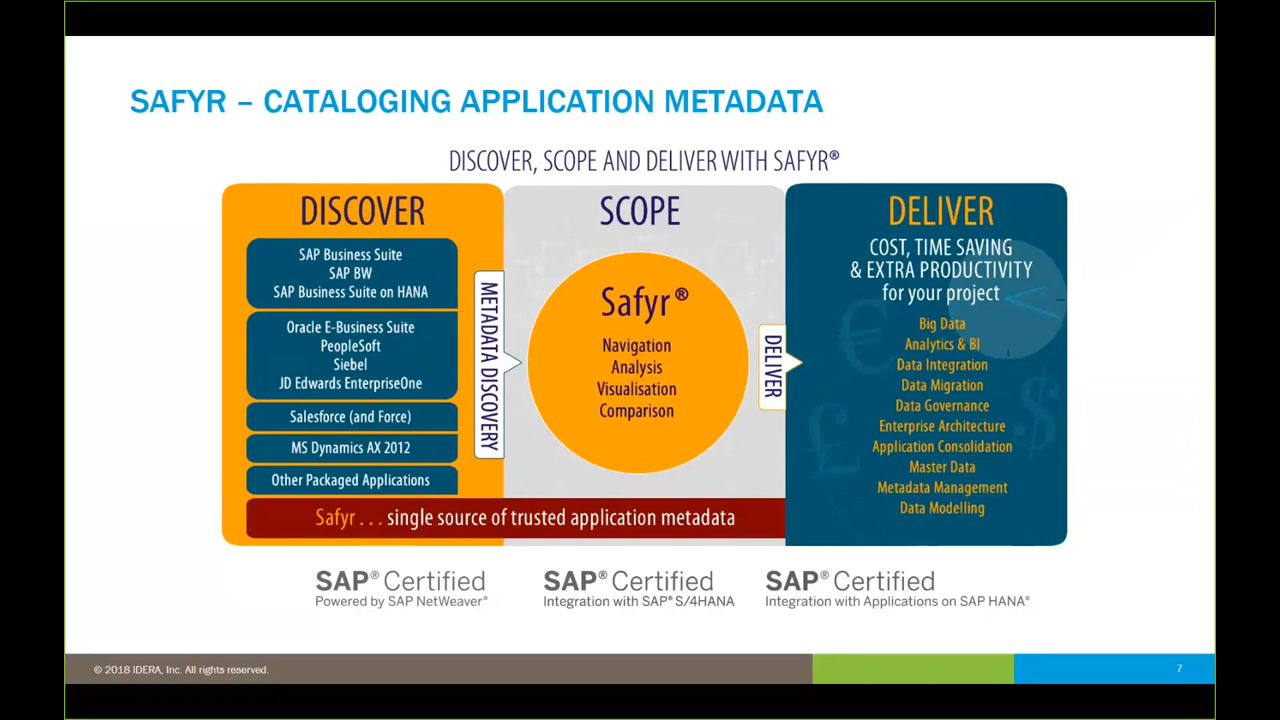 SAFYR – CATALOGING APPLICATION METADATA
DISCOVER, SCOPE AND DELIVER WITH SAFYR®
DISCOVER
SAP Business Suite
SAP BW
SAP Business Suite on HANA
Oracle E-Business Suite
PeopleSoft
Siebel
JD Edwards EnterpriseOne
Salesforce (and Force)
MS Dynamics AX 2012
Other Packaged Applications
METADATA DISCOVERY
SCOPE
Safyr®
Navigation
Analysis
Visualisation
Comparison
DELIVER
DELIVER
COST, TIME SAVING
& EXTRA PRODUCTIVITY
for your project
Big Data
Analytics & BI
Data Integration
Data Migration
Data Governance
Enterprise Architecture
Application Consolidation
Master Data
Metadata Management
Data Modelling
Safyr . . . single source of trusted application metadata
SAP® Certified
Powered by SAP NetWeaver®
SAP® Certified
Integration with SAP® S/4HANA
SAP® Certified
Integration with Applications on SAP HANA®
© 2018 IDERA, Inc. All rights reserved.
7